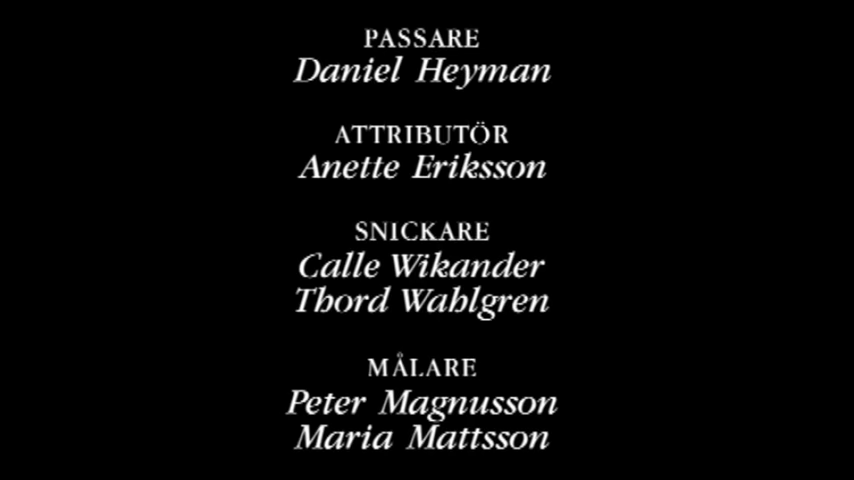 PASSARE
Daniel Heyman
ATTRIBUTÖR
Anette Eriksson
SNICKARE
Calle Wikander
Thord Wahlgren
MÅLARE
Peter Magnusson
Maria Mattsson